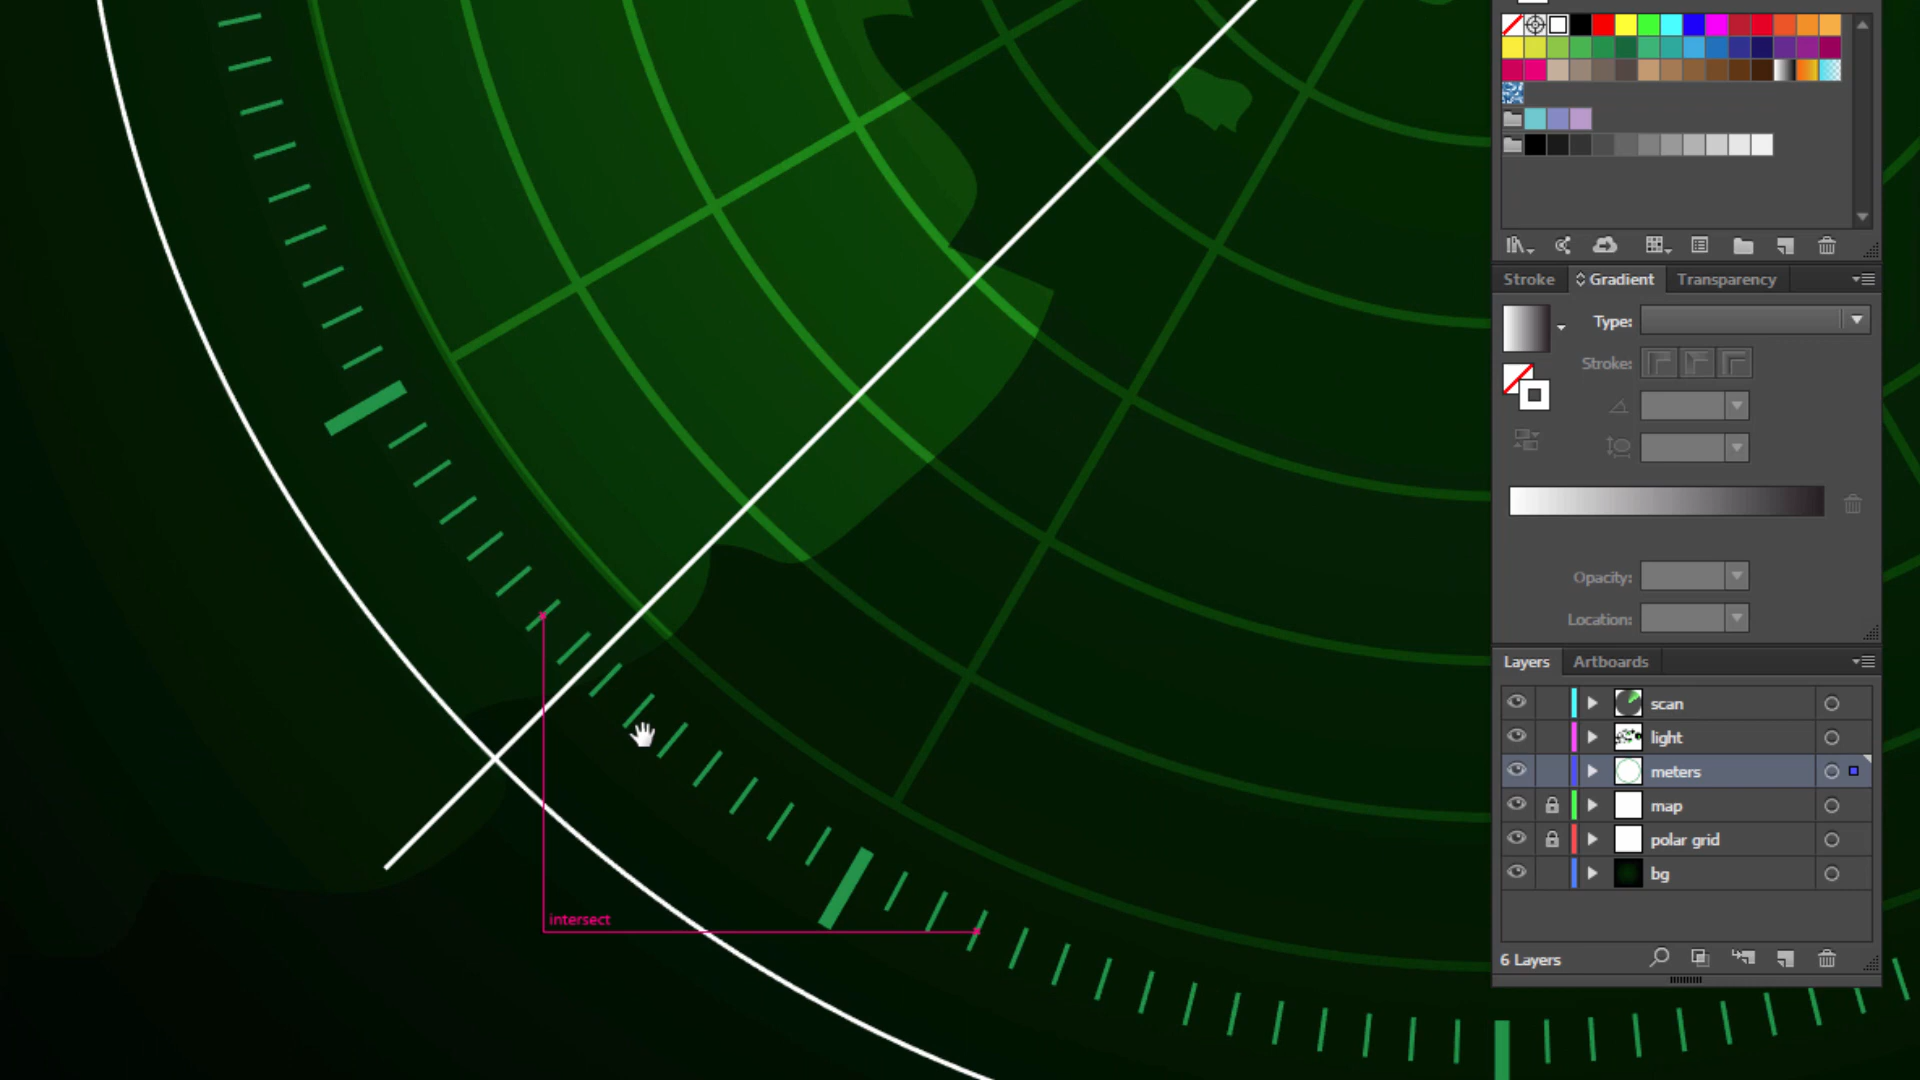 Stroke Gradient Transparency
Type:
Stroke:
Opacity:
Location:
Layers Artboards
scan
light
meters
map
polar grid
bg
6 Layers
intersect